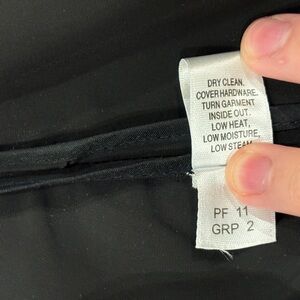 DRY CLEAN.
COVER HARDWARE.
TURN GARMENT
INSIDE OUT.
LOW HEAT,
LOW MOISTURE,
LOW STEAM
PF 11
GRP 2